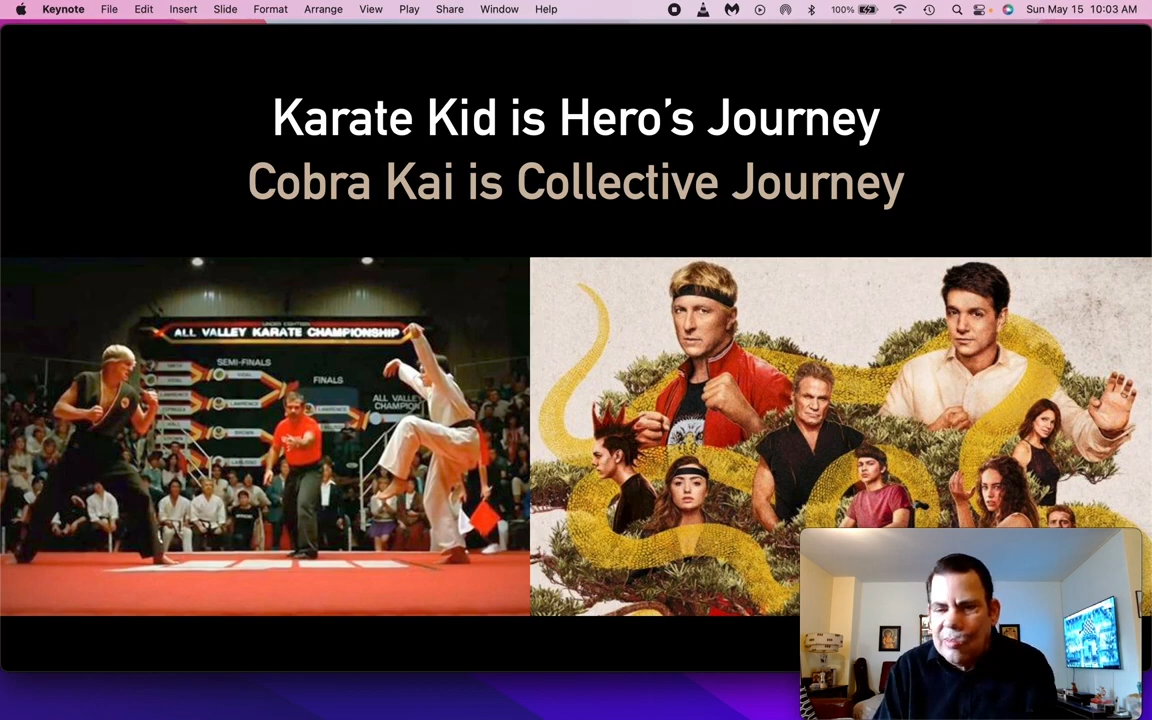 Keynote File Edit Insert Slide Format Arrange View Play Share Window Help 100% Sun May 15 10:03 AM
Karate Kid is Hero's Journey
Cobra Kai is Collective Journey
ALL VALLEY KARATE CHAMPIONSHIP
SEMI-FINALS
FINALS
ALL VALLEY
CHAMPION